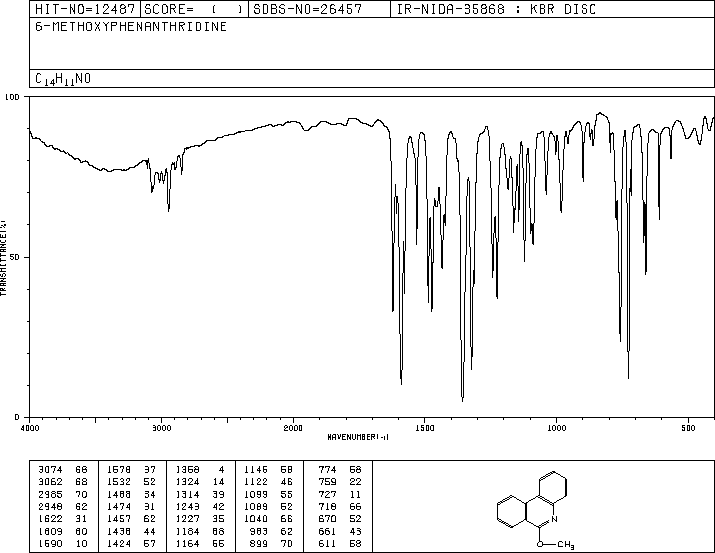 HIT-NO=12487 SCORE= ( ) SDBS-NO=26457 IR-NIDA-35868 : KBR DISC
6-METHOXYPHENANTHRIDINE
C14H11NO
100
50
0
TRANSMITTANCE(%)
4000 3000 2000 1500 1000 500
WAVENUMBER(-1)
3074 68 1578 37 1358 4 1145 58 774 58
3062 68 1532 52 1324 14 1122 46 759 22
2985 70 1488 34 1314 39 1099 55 727 11
2948 62 1474 31 1243 42 1089 52 718 66
1622 31 1457 62 1227 35 1040 66 670 52
1609 60 1438 44 1184 68 983 62 661 43
1590 10 1424 57 1164 55 899 70 611 58
N
O CH3